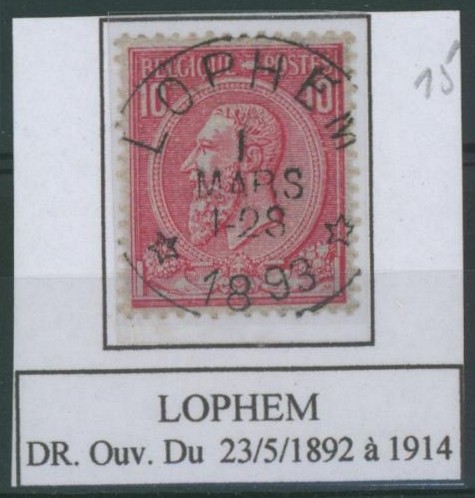 BELGIQUE POSTES
10 10
LOPHEM
1
MARS
1-28
1893
15
LOPHEM
DR. Ouv. Du 23/5/1892 à 1914